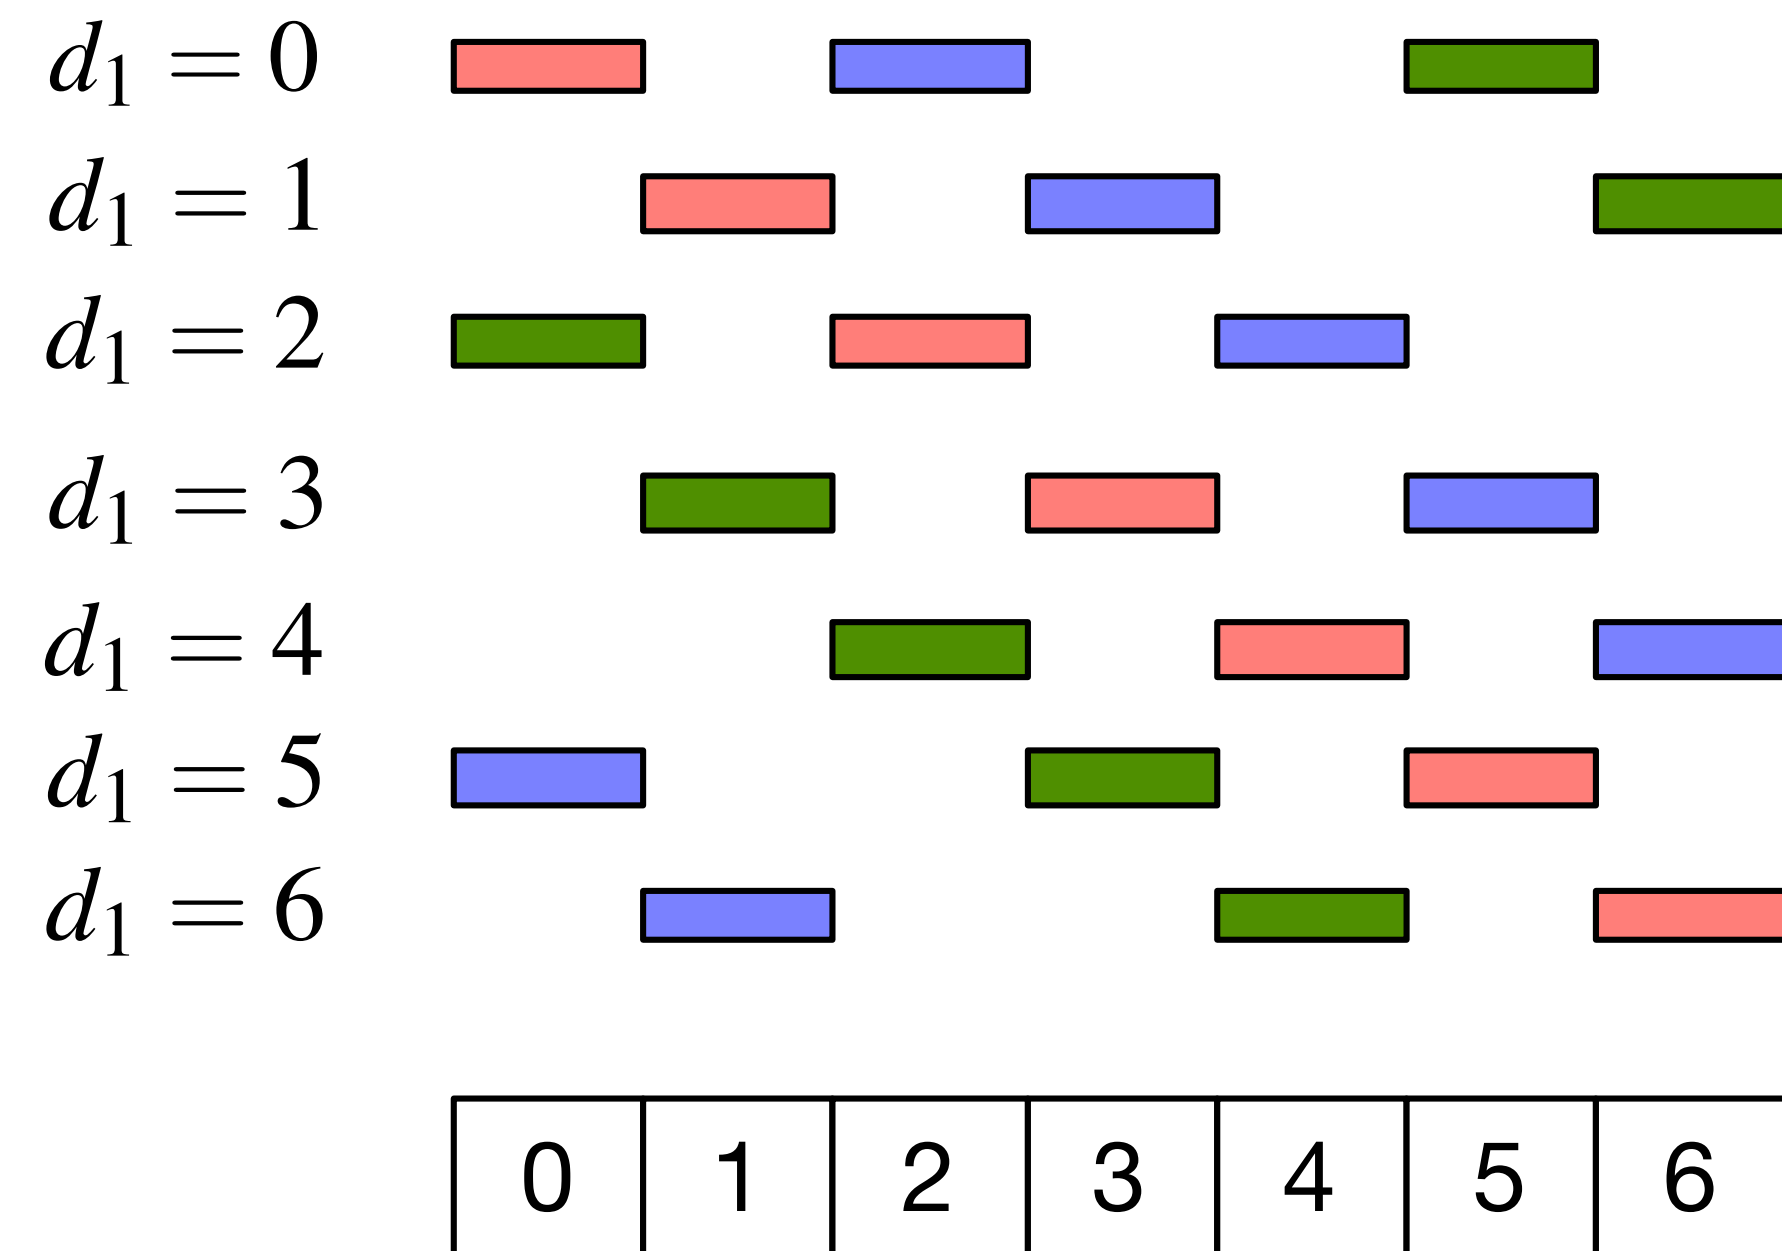 d₁ = 0
d₁ = 1
d₁ = 2
d₁ = 3
d₁ = 4
d₁ = 5
d₁ = 6
0 1 2 3 4 5 6